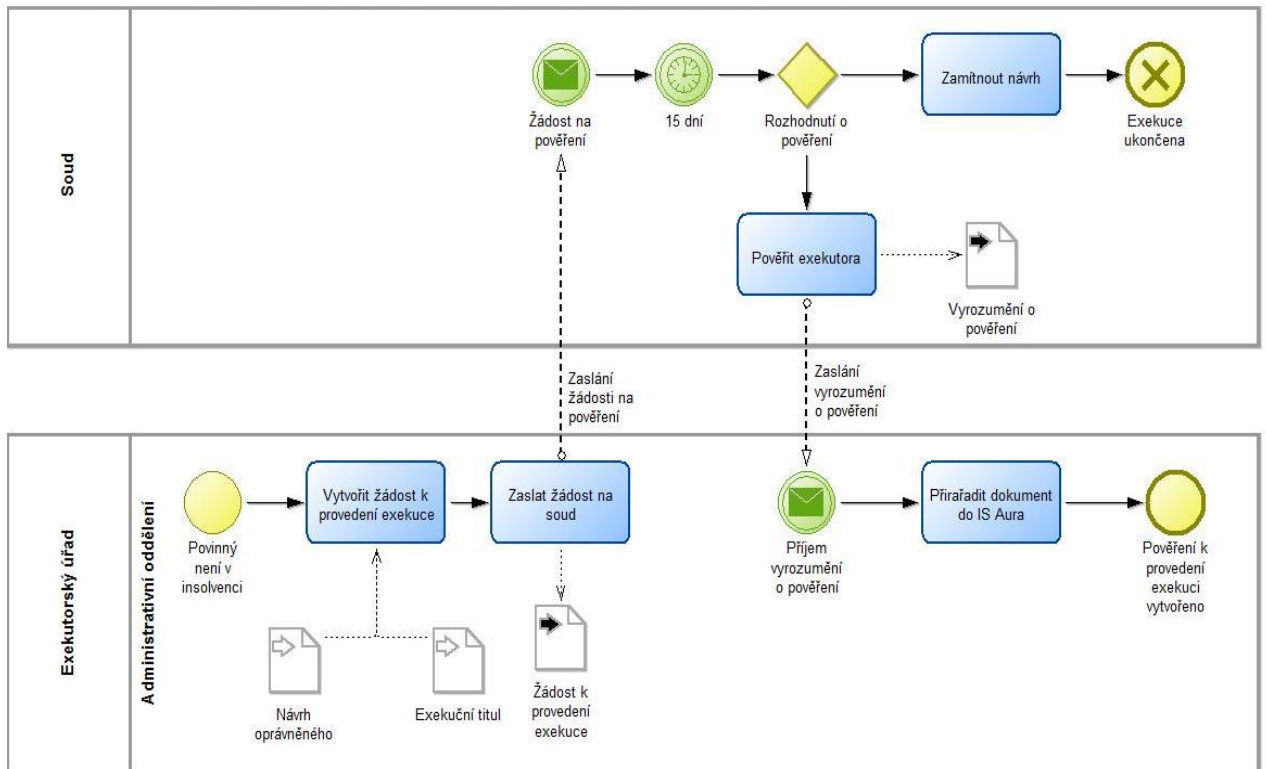 Soud
Žádost na
pověření
15 dní
Rozhodnutí o
pověření
Zamítnout návrh
Exekuce
ukončena
Pověřit exekutora
Vyrozumění o
pověření
Zaslání
žádosti na
pověření
Zaslání
vyrozumění
o pověření
Exekutorský úřad
Administrativní oddělení
Povinný
není v
insolvenci
Vytvořit žádost k
provedení exekuce
Zaslat žádost na
soud
Návrh
oprávněného
Exekuční titul
Žádost k
provedení
exekuce
Příjem
vyrozumění
o pověření
Přirařadit dokument
do IS Aura
Pověření k
provedení
exekuci
vytvořeno